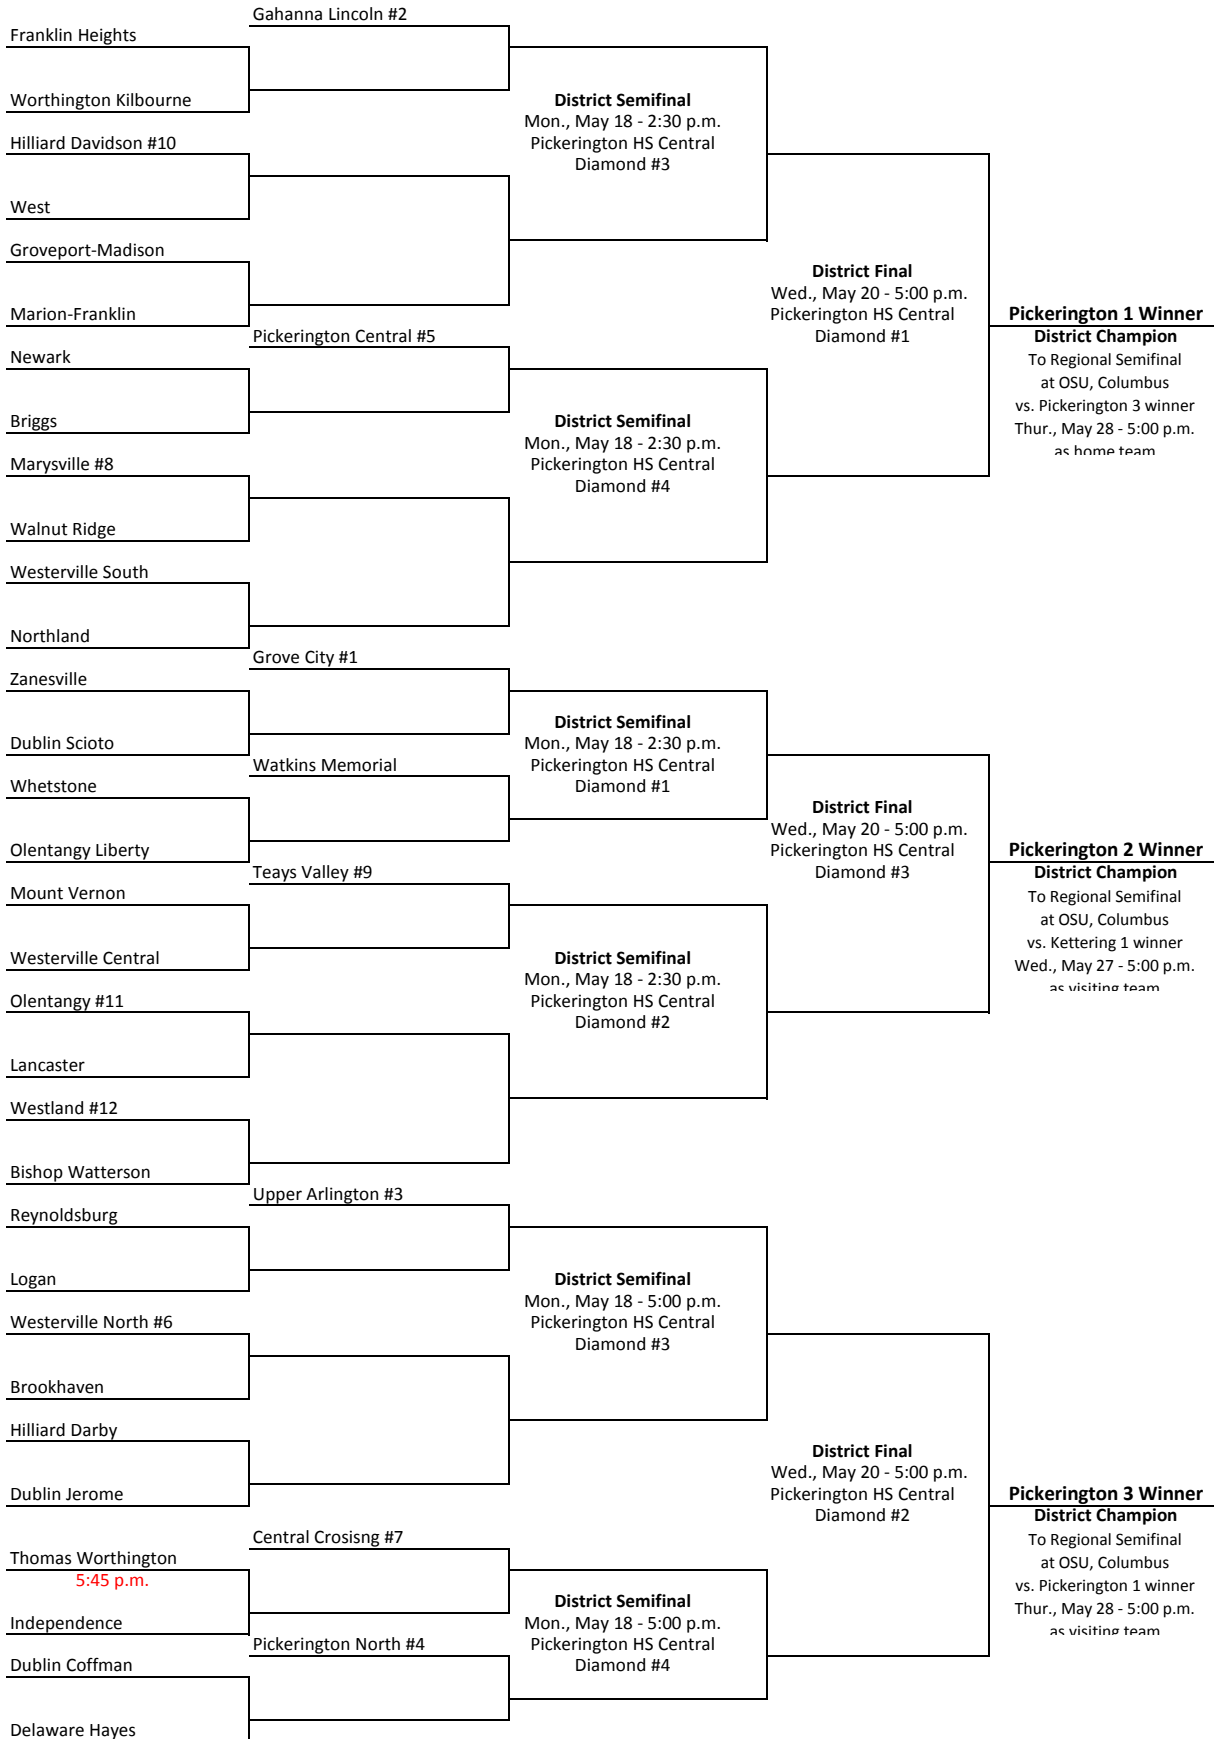 Gahanna Lincoln #2
Franklin Heights
Worthington Kilbourne
District Semifinal
Mon., May 18 - 2:30 p.m.
Pickerington HS Central
Diamond #3
Hilliard Davidson #10
West
Groveport-Madison
District Final
Wed., May 20 - 5:00 p.m.
Pickerington HS Central
Diamond #1
Marion-Franklin
Pickerington 1 Winner
District Champion
To Regional Semifinal
at OSU, Columbus
vs. Pickerington 3 winner
Thur., May 28 - 5:00 p.m.
as home team
Pickerington Central #5
Newark
Briggs
District Semifinal
Mon., May 18 - 2:30 p.m.
Pickerington HS Central
Diamond #4
Marysville #8
Walnut Ridge
Westerville South
Northland
Grove City #1
Zanesville
Dublin Scioto
District Semifinal
Mon., May 18 - 2:30 p.m.
Pickerington HS Central
Diamond #1
Watkins Memorial
Whetstone
Olentangy Liberty
District Final
Wed., May 20 - 5:00 p.m.
Pickerington HS Central
Diamond #3
Pickerington 2 Winner
District Champion
To Regional Semifinal
at OSU, Columbus
vs. Kettering 1 winner
Wed., May 27 - 5:00 p.m.
as visiting team
Teays Valley #9
Mount Vernon
Westerville Central
District Semifinal
Mon., May 18 - 2:30 p.m.
Pickerington HS Central
Diamond #2
Olentangy #11
Lancaster
Westland #12
Bishop Watterson
Upper Arlington #3
Reynoldsburg
Logan
District Semifinal
Mon., May 18 - 5:00 p.m.
Pickerington HS Central
Diamond #3
Westerville North #6
Brookhaven
Hilliard Darby
Dublin Jerome
District Final
Wed., May 20 - 5:00 p.m.
Pickerington HS Central
Diamond #2
Pickerington 3 Winner
District Champion
To Regional Semifinal
at OSU, Columbus
vs. Pickerington 1 winner
Thur., May 28 - 5:00 p.m.
as visiting team
Central Crosisng #7
Thomas Worthington
5:45 p.m.
Independence
District Semifinal
Mon., May 18 - 5:00 p.m.
Pickerington HS Central
Diamond #4
Pickerington North #4
Dublin Coffman
Delaware Hayes